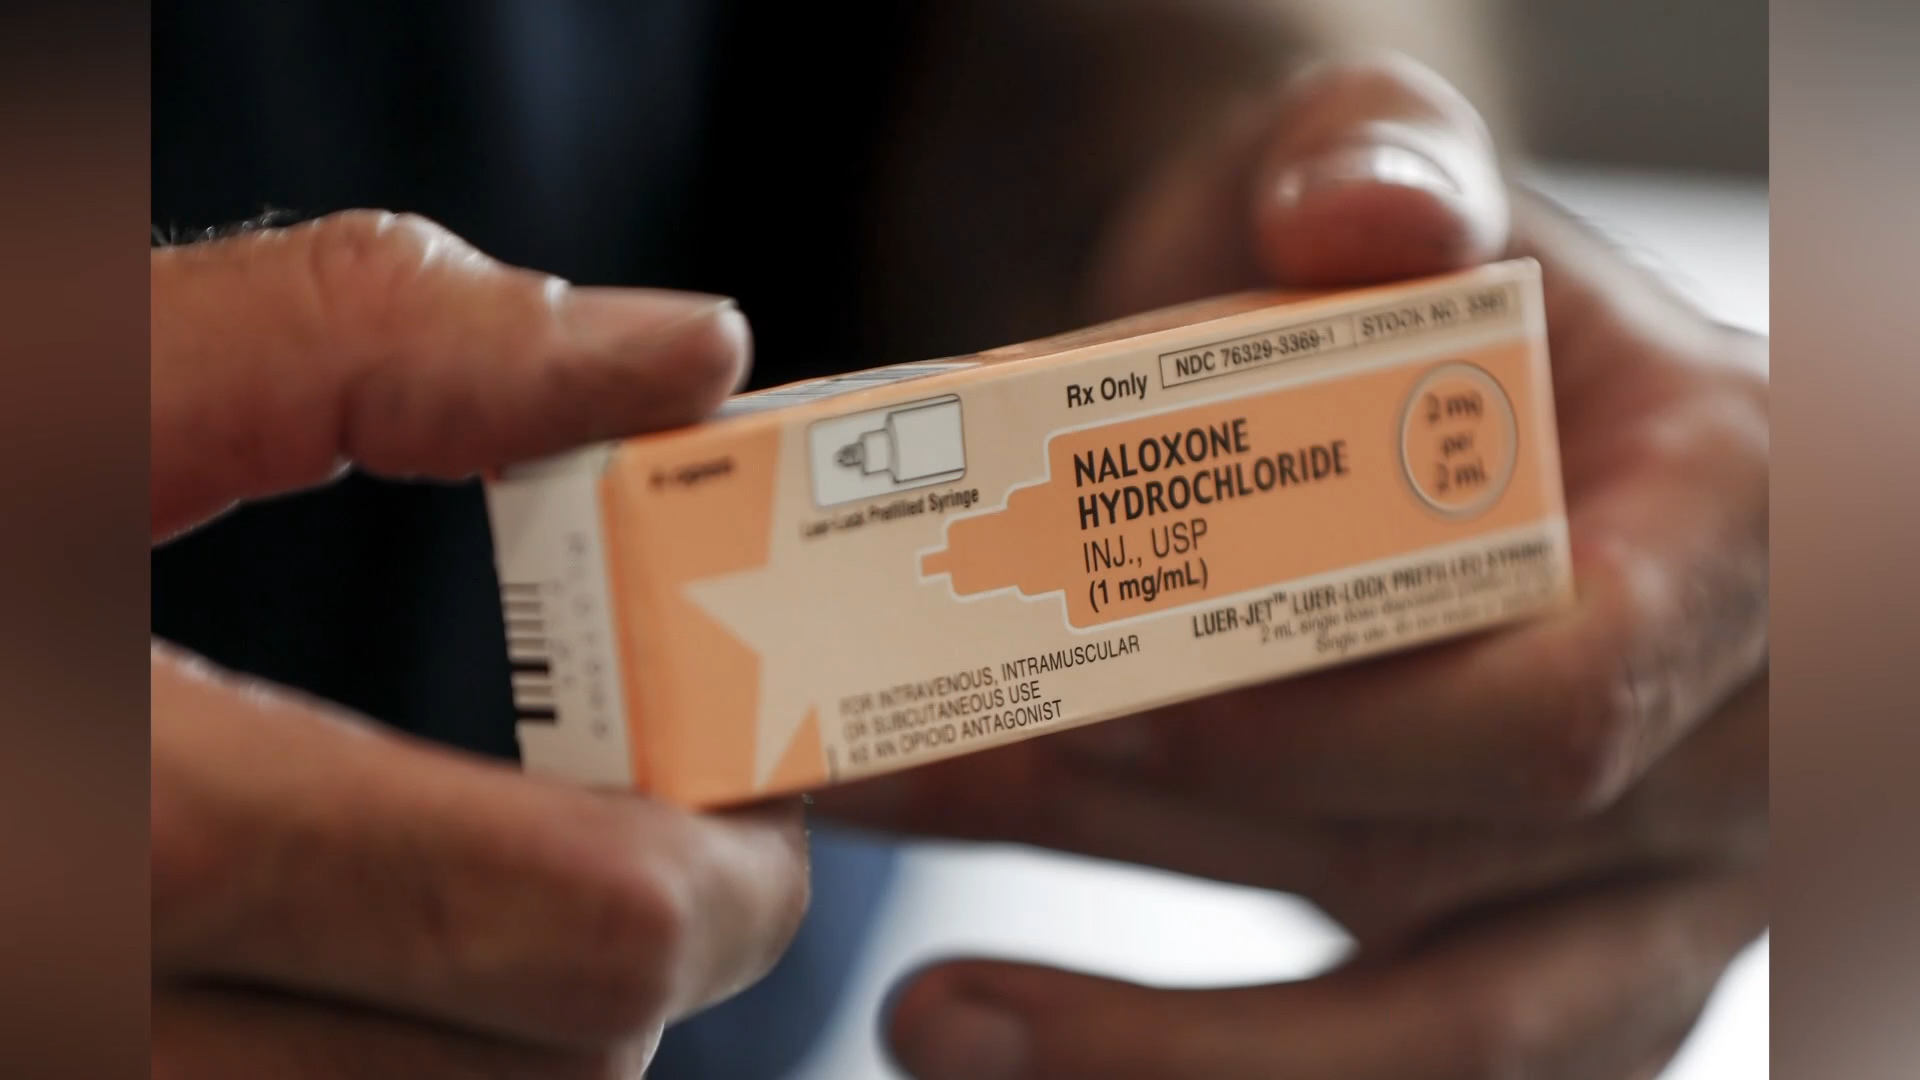 Rx Only
NDC 76329-3369-1
STOCK NO.
Luer-Lock Prefilled Syringe
NALOXONE
HYDROCHLORIDE
INJ., USP
(1 mg/mL)
2 mg
per
2 mL
LUER-JET™ LUER-LOCK PREFILLED SYRINGE
FOR INTRAVENOUS, INTRAMUSCULAR
OR SUBCUTANEOUS USE
AN OPIOID ANTAGONIST